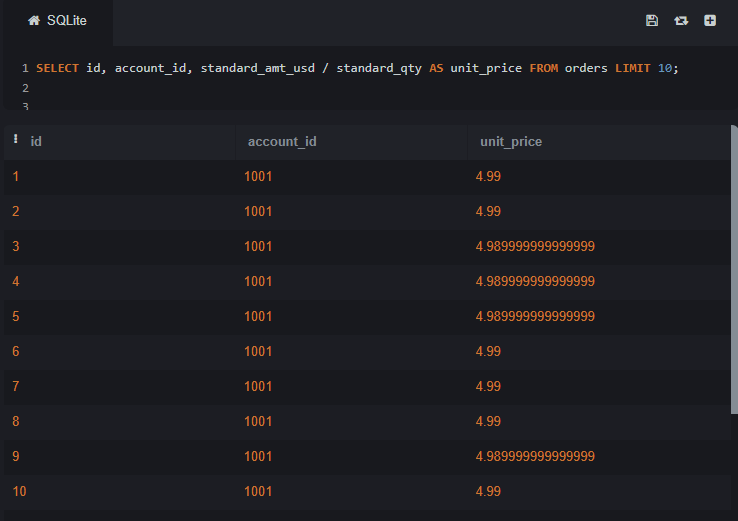 SQLite
1 SELECT id, account_id, standard_amt_usd / standard_qty AS unit_price FROM orders LIMIT 10;
2
3
id account_id unit_price
1 1001 4.99
2 1001 4.99
3 1001 4.989999999999999
4 1001 4.989999999999999
5 1001 4.989999999999999
6 1001 4.99
7 1001 4.99
8 1001 4.99
9 1001 4.989999999999999
10 1001 4.99